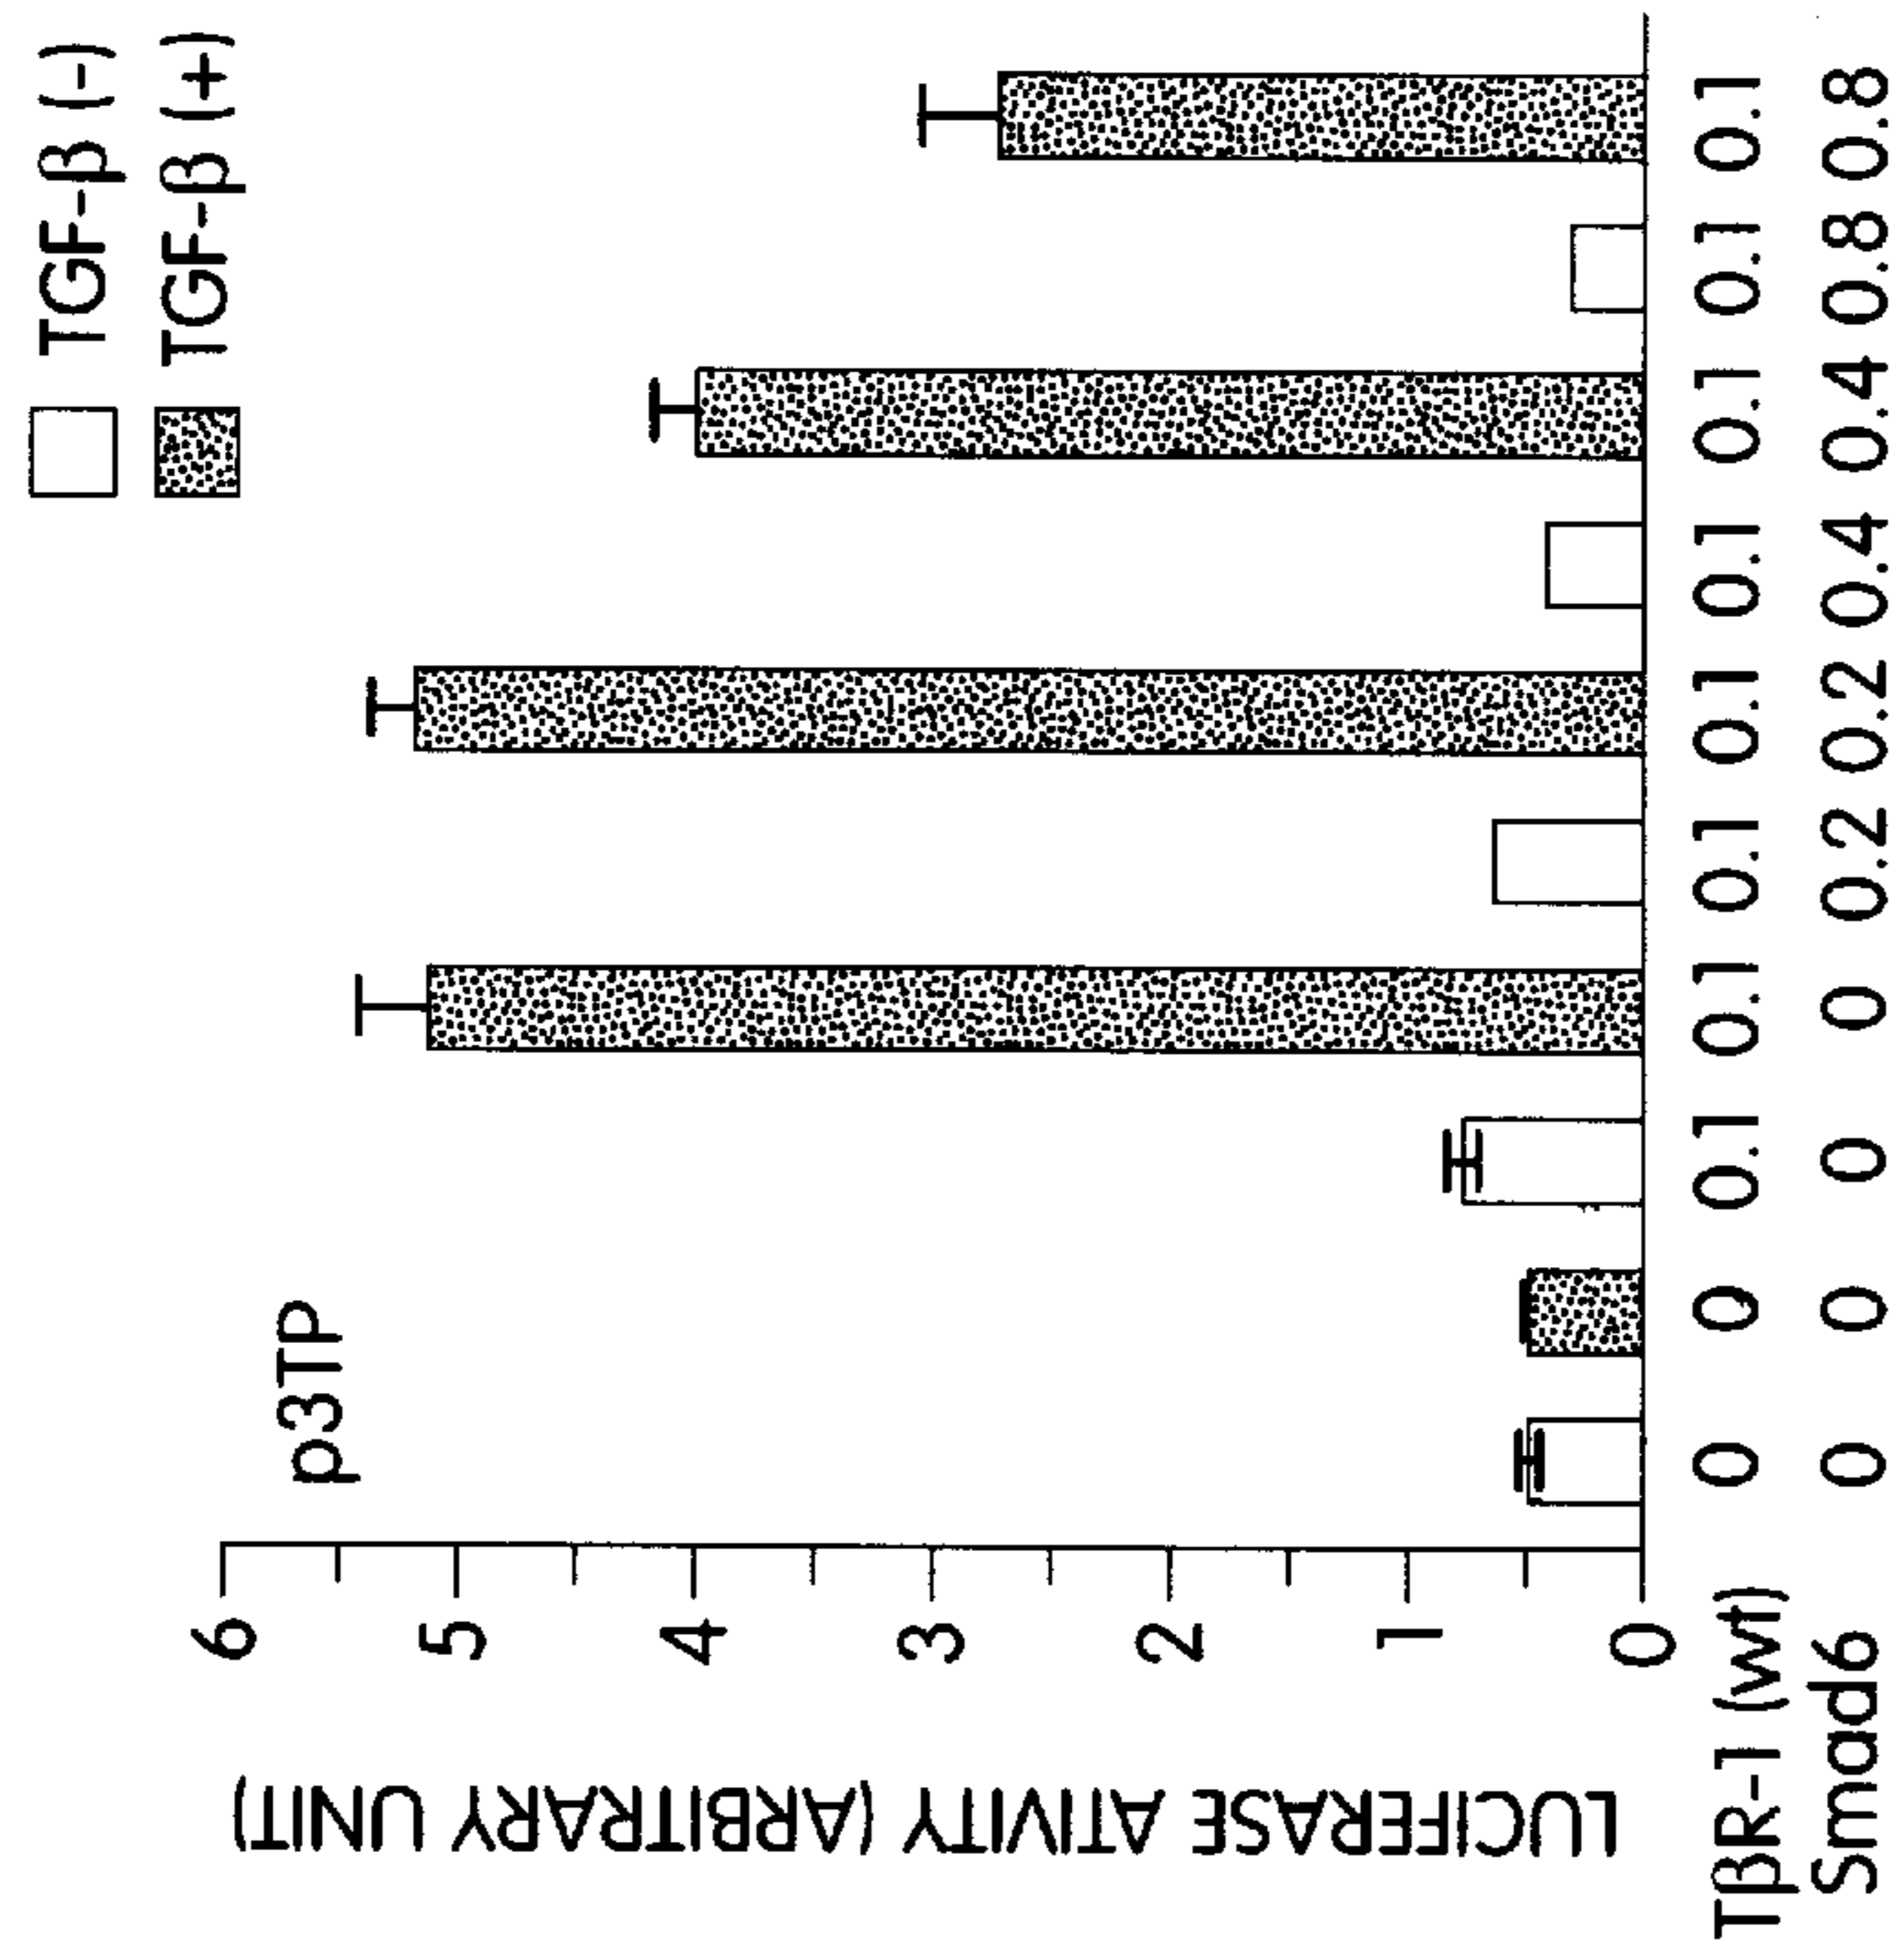 TGF-β (-)
TGF-β (+)
p3TP
LUCIFERASE ATIVITY (ARBITRARY UNIT)
6
5
4
3
2
1
0
TβR-1 (wt) 0 0 0.1 0.1 0.1 0.1 0.1 0.1 0.1 0.1
Smad6 0 0 0 0 0.2 0.2 0.4 0.4 0.8 0.8